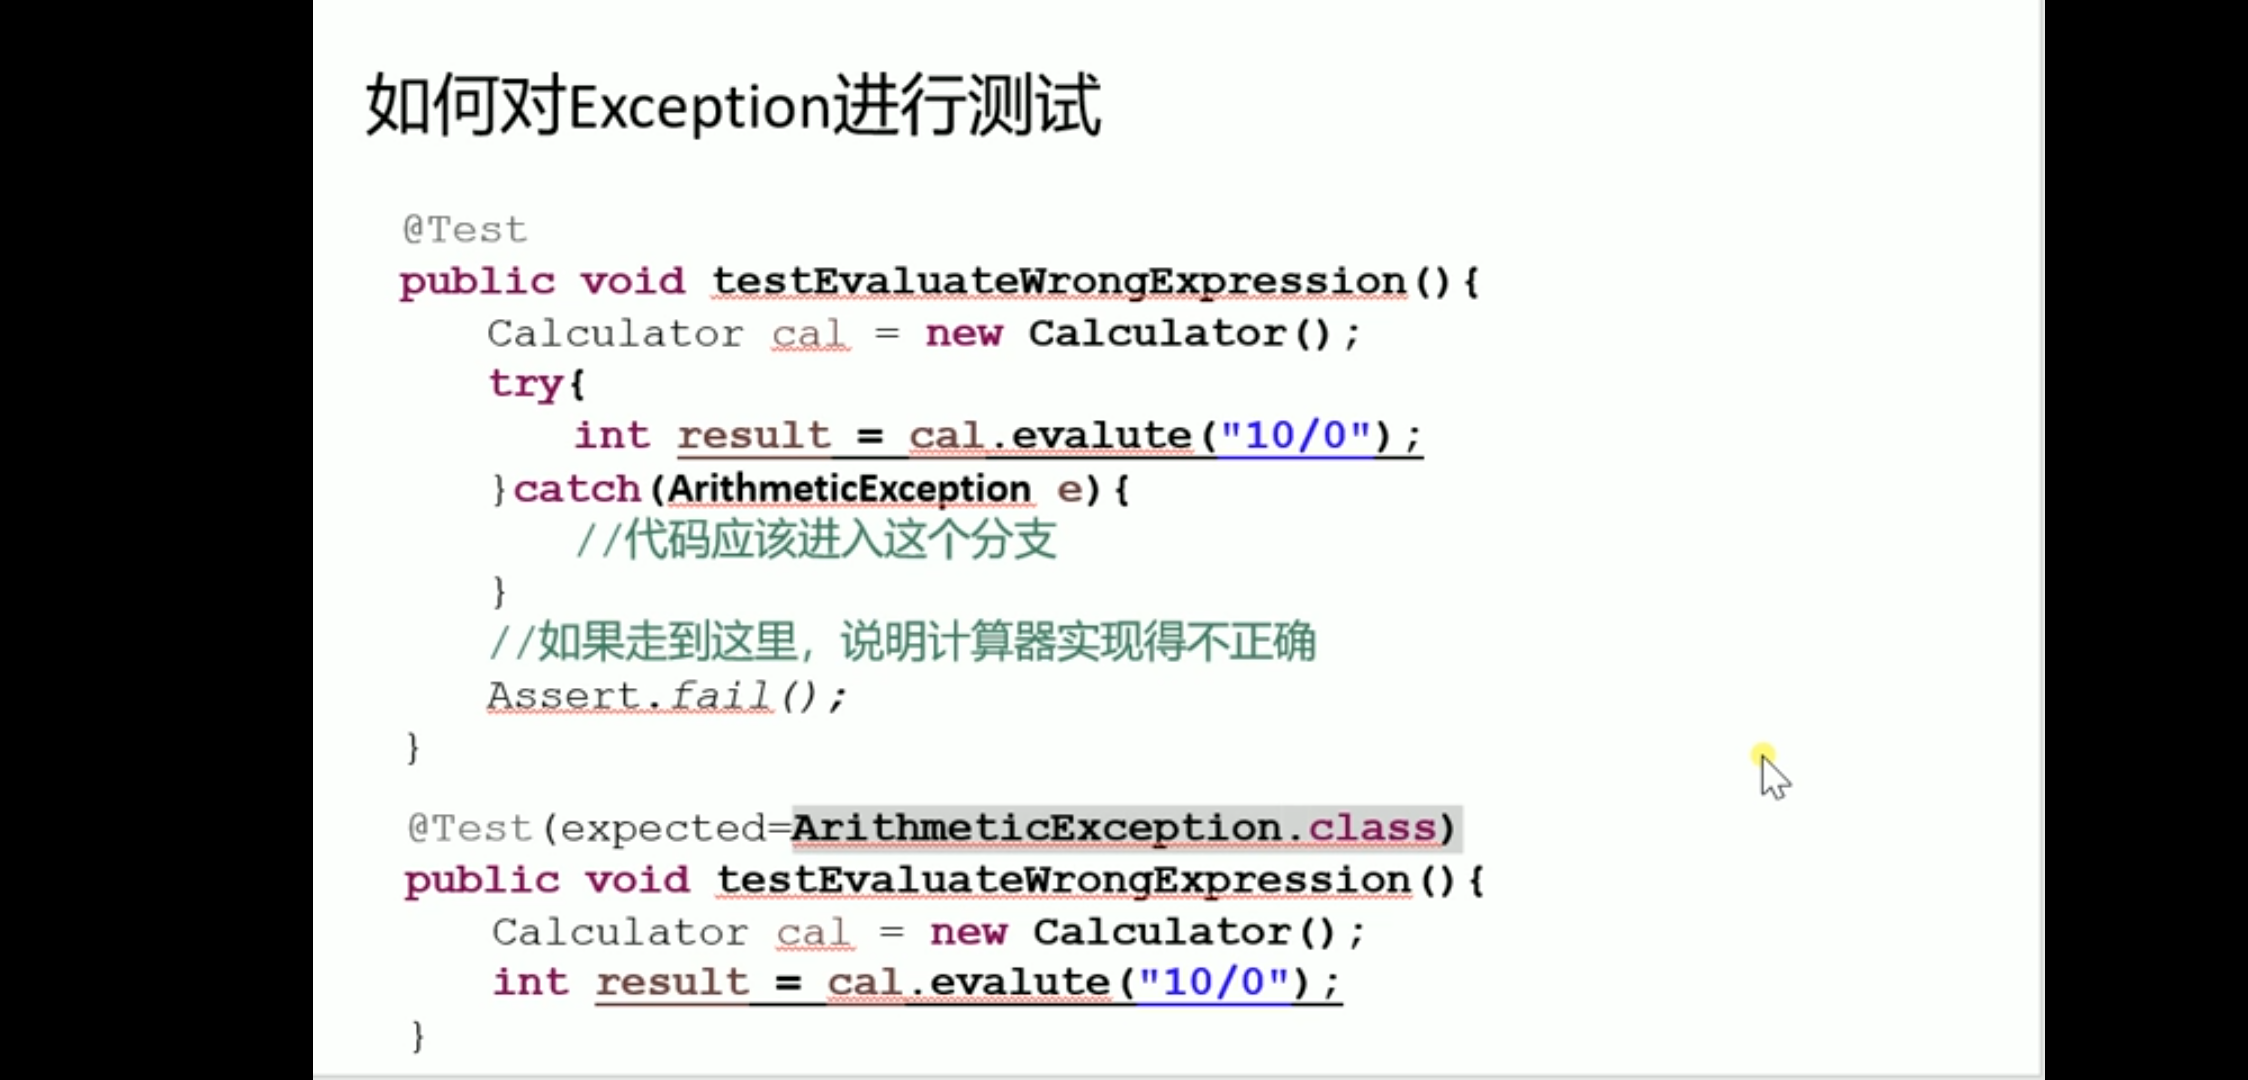 如何对Exception进行测试
@Test
public void testEvaluateWrongExpression(){
Calculator cal = new Calculator();
try{
int result = cal.evalute("10/0");
}catch(ArithmeticException e){
//代码应该进入这个分支
}
//如果走到这里，说明计算器实现得不正确
Assert.fail();
}
@Test(expected=ArithmeticException.class)
public void testEvaluateWrongExpression(){
Calculator cal = new Calculator();
int result = cal.evalute("10/0");
}